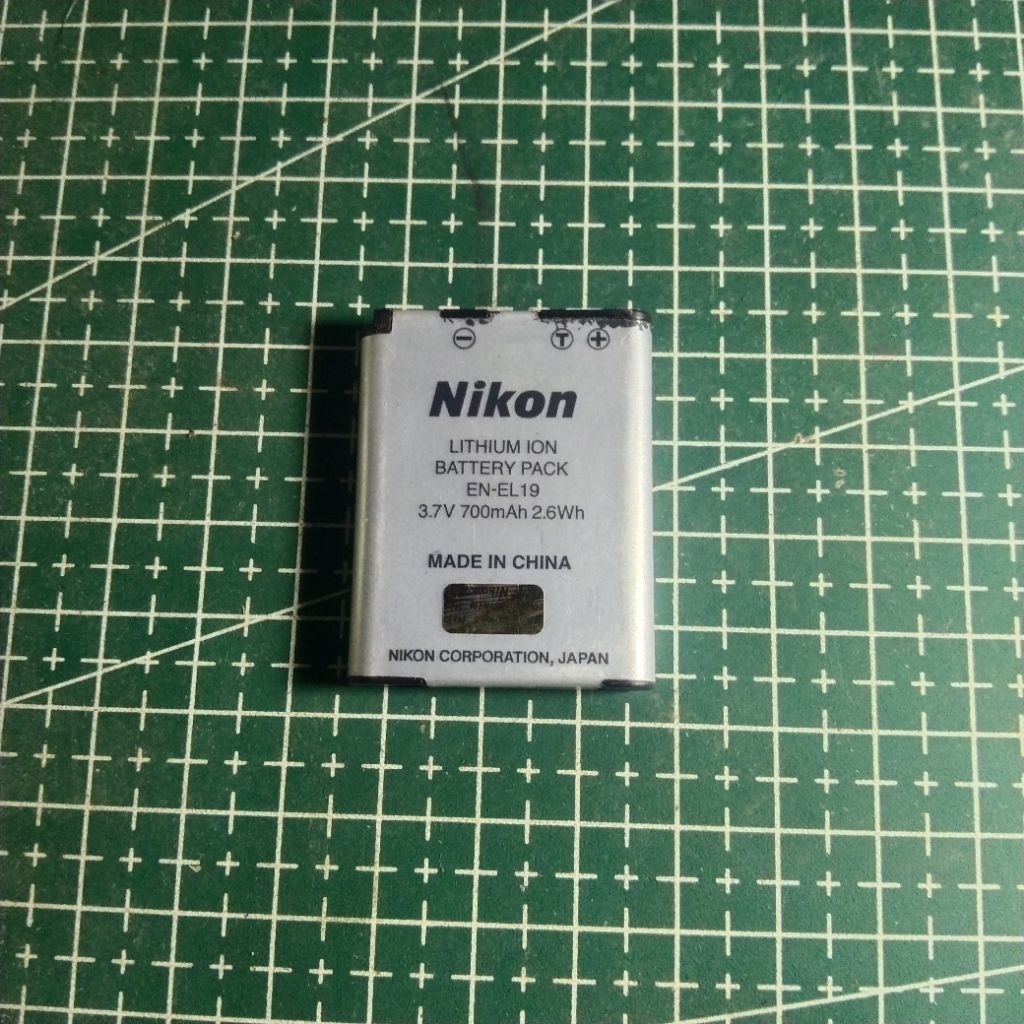 − T +
Nikon
LITHIUM ION
BATTERY PACK
EN-EL19
3.7V 700mAh 2.6Wh
MADE IN CHINA
NIKON CORPORATION, JAPAN